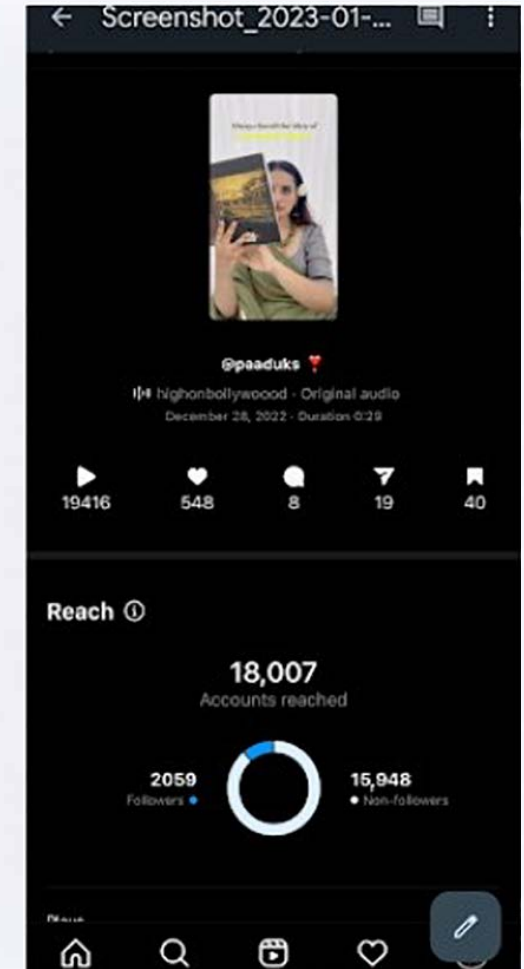 Screenshot_2023-01-...
@paaduks
highonbollywoood · Original audio
December 28, 2022 · Duration 0:29
19416
548
8
19
40
Reach
18,007
Accounts reached
2059
Followers
15,948
Non-followers